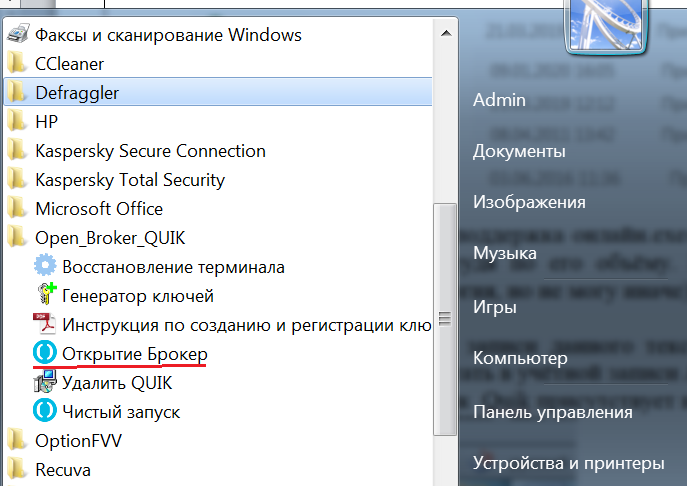 Факсы и сканирование Windows
CCleaner
Defraggler
HP
Kaspersky Secure Connection
Kaspersky Total Security
Microsoft Office
Open_Broker_QUIK
Восстановление терминала
Генератор ключей
Инструкция по созданию и регистрации клю
Открытие Брокер
Удалить QUIK
Чистый запуск
OptionFVV
Recuva
Admin
Документы
Изображения
Музыка
Игры
Компьютер
Панель управления
Устройства и принтеры